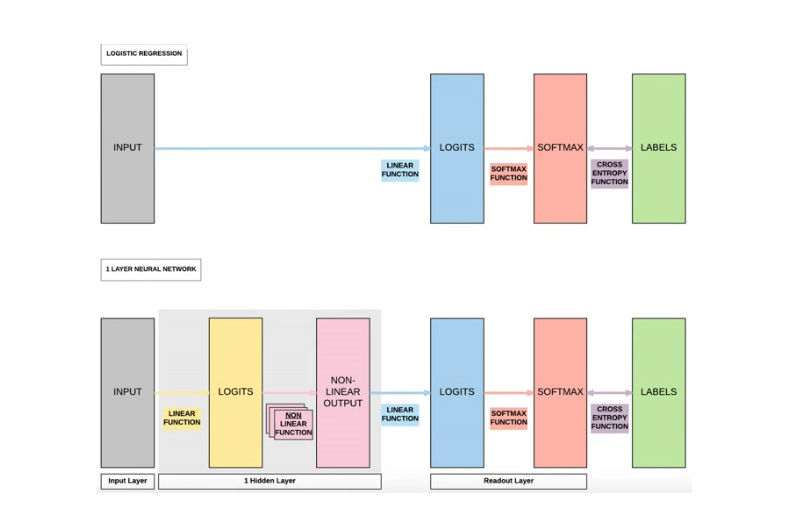 LOGISTIC REGRESSION
INPUT
LOGITS
SOFTMAX
LABELS
LINEAR
FUNCTION
SOFTMAX
FUNCTION
CROSS
ENTROPY
FUNCTION
1 LAYER NEURAL NETWORK
INPUT
LOGITS
NON-
LINEAR
OUTPUT
LOGITS
SOFTMAX
LABELS
LINEAR
FUNCTION
NON
LINEAR
FUNCTION
LINEAR
FUNCTION
SOFTMAX
FUNCTION
CROSS
ENTROPY
FUNCTION
Input Layer
1 Hidden Layer
Readout Layer